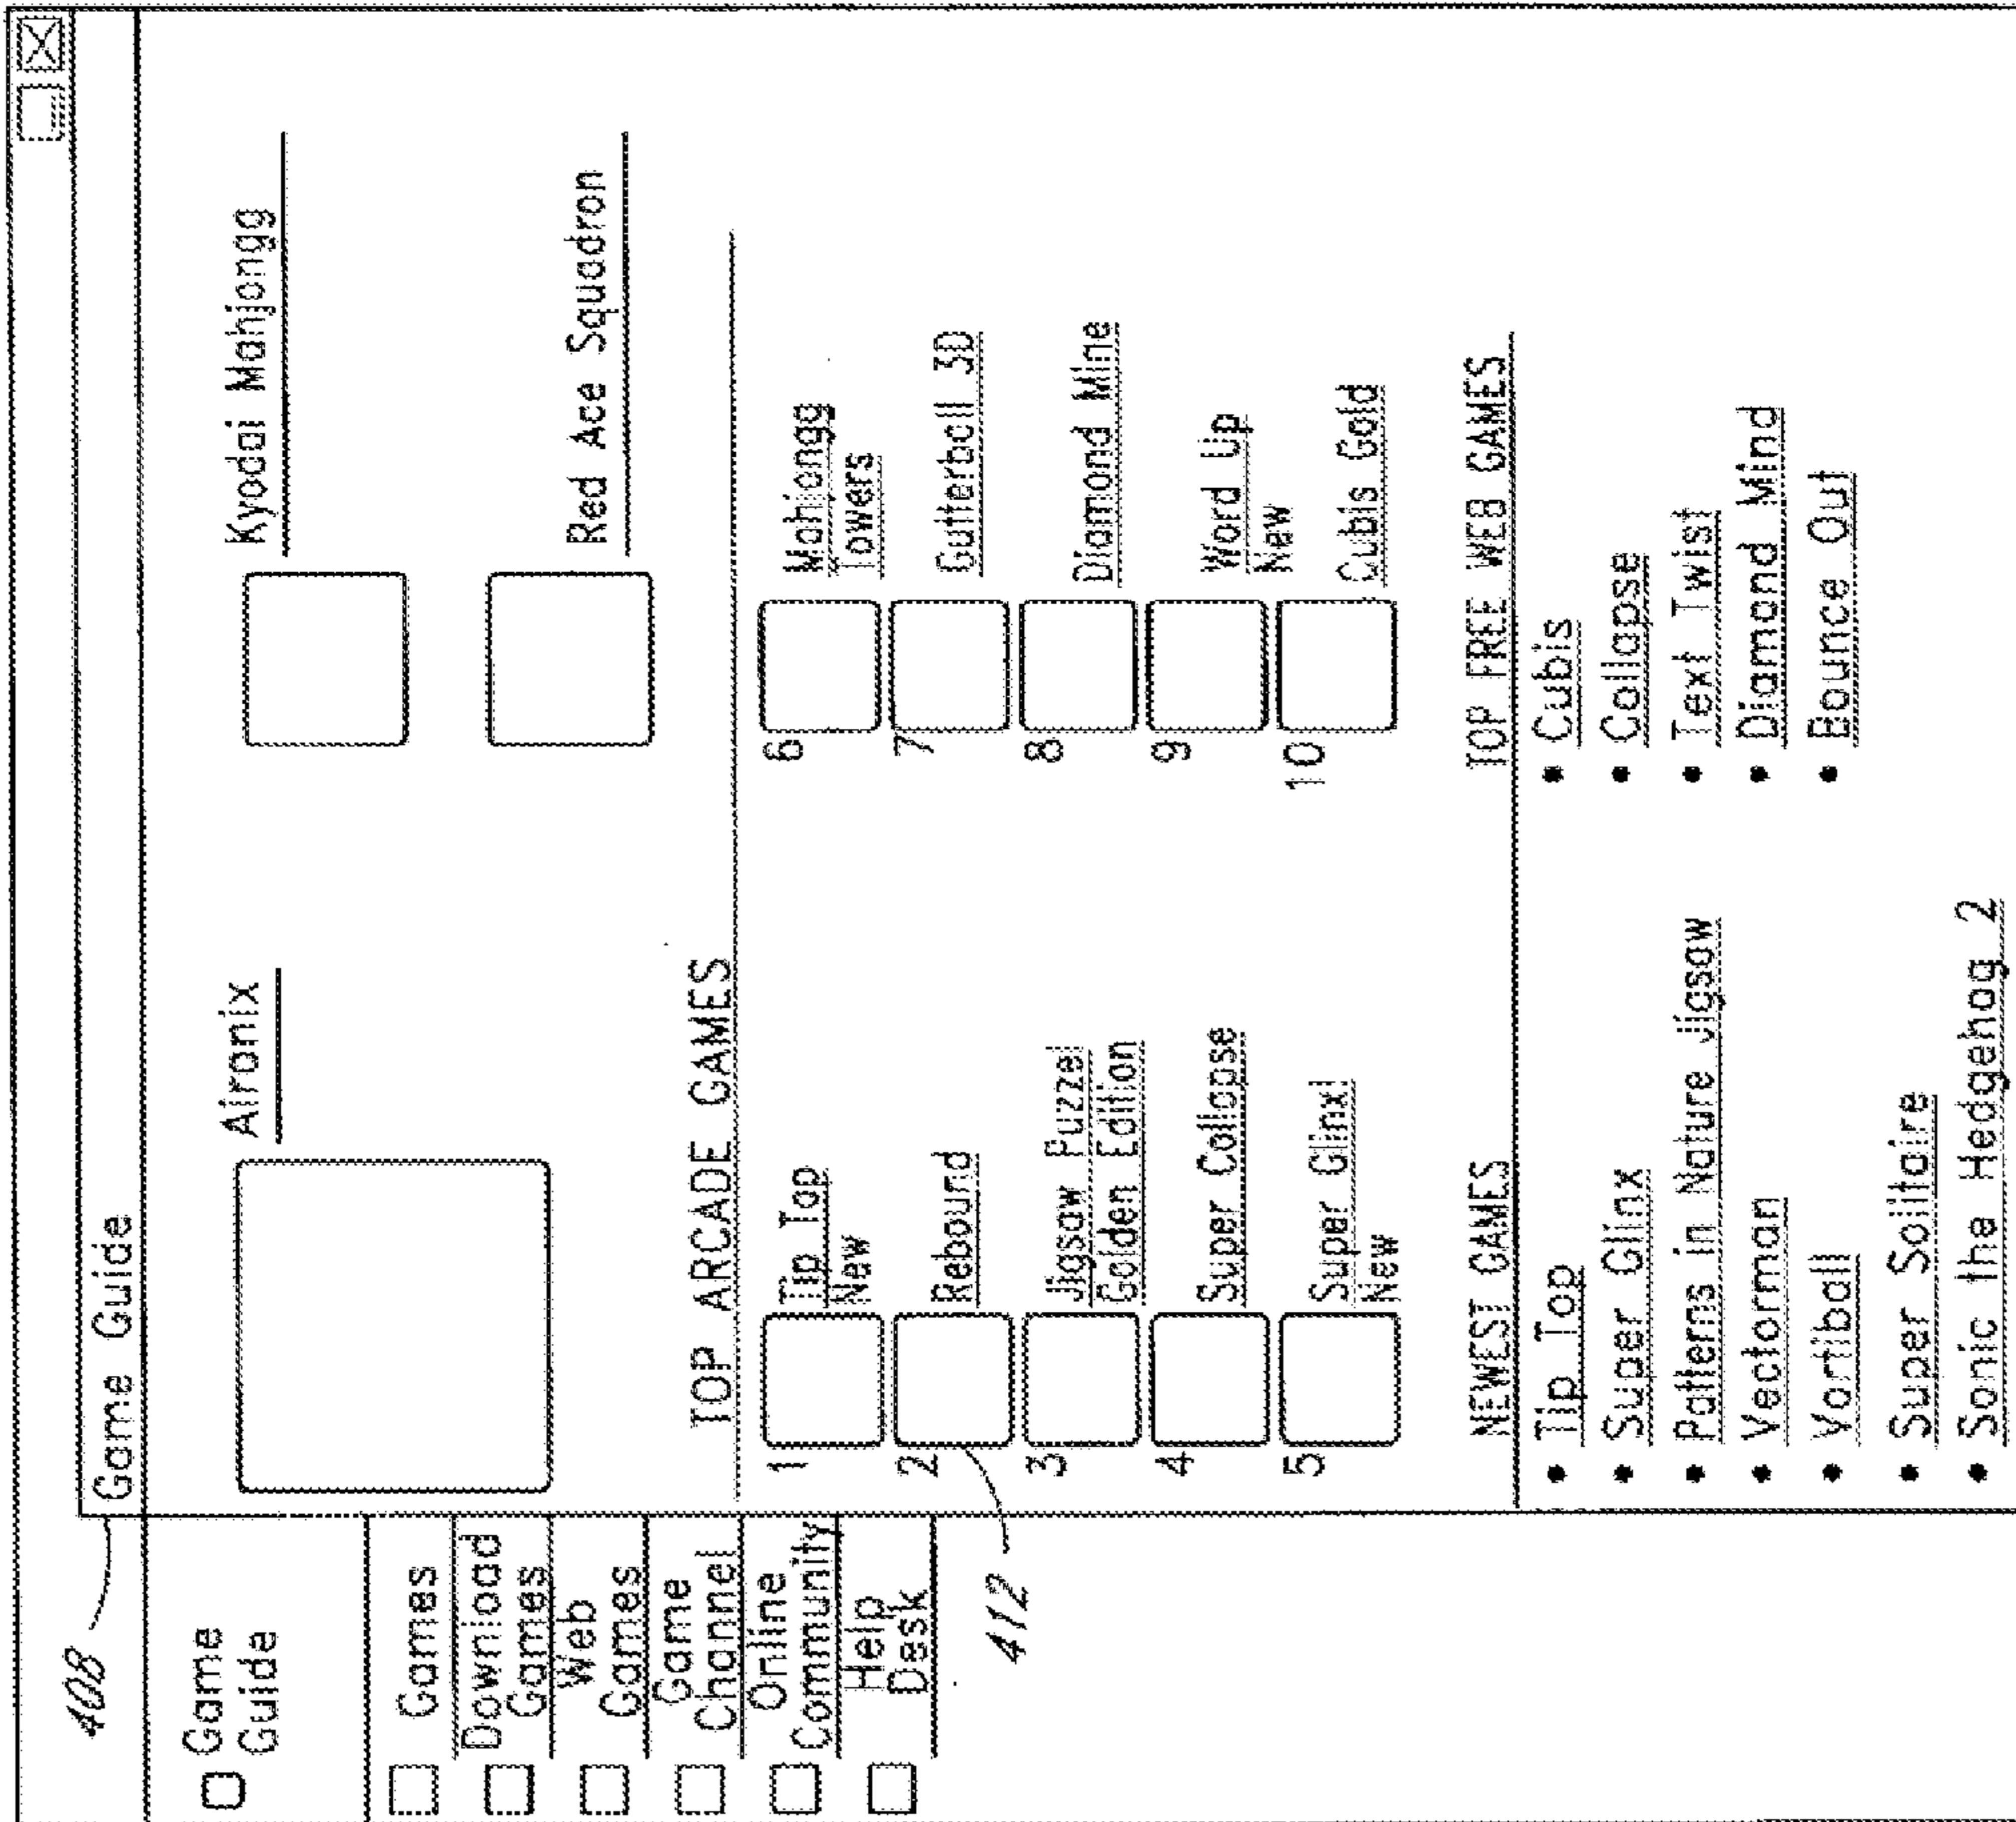 408
Game Guide
Game
Guide
Games
Download
Games
Web
Games
Game
Channel
Online
Community
Help
Desk
412
Aironix
Kyodai Mahjongg
Red Ace Squadron
TOP ARCADE GAMES
1
Tip Top
New
2
Rebound
3
Jigsaw Puzzel
Golden Edition
4
Super Collapse
5
Super Glinx!
New
6
Mahjongg
Towers
7
Gutterball 3D
8
Diamond Mine
9
Word Up
New
10
Cubis Gold
NEWEST GAMES
• Tip Top
• Super Glinx
• Patterns in Nature Jigsaw
• Vectorman
• Vortiball
• Super Solitaire
• Sonic the Hedgehog 2
TOP FREE WEB GAMES
• Cubis
• Collapse
• Text Twist
• Diamond Mind
• Bounce Out